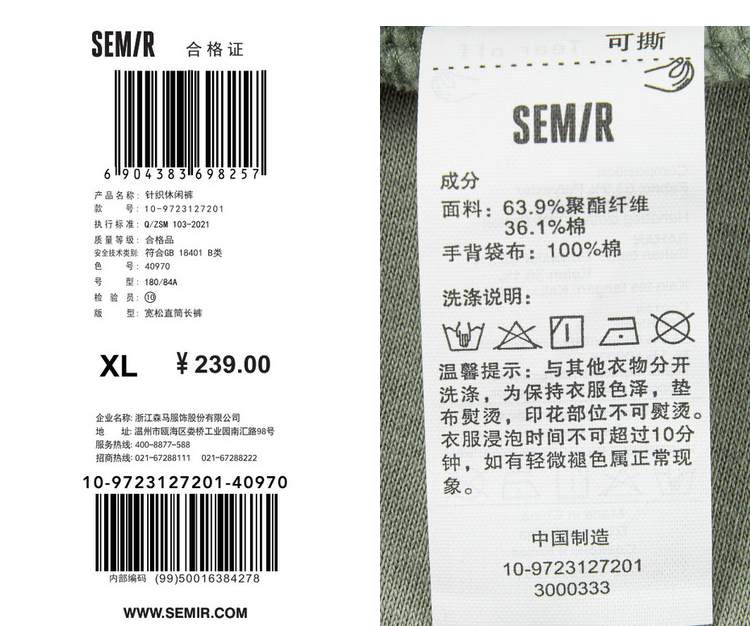 SEMIR 合格证
6 904383 698257
产品名称: 针织休闲裤
款 号: 10-9723127201
执行标准: Q/ZSM 103-2021
质量等级: 合格品
安全技术类别: 符合GB 18401 B类
色 号: 40970
号 型: 180/84A
检 验 员: ⑩
版 型: 宽松直筒长裤
XL ¥239.00
企业名称: 浙江森马服饰股份有限公司
地 址: 温州市瓯海区娄桥工业园南汇路98号
服务热线: 400-8877-588
招商热线: 021-67288111 021-67288222
10-9723127201-40970
内部编码 (99)50016384278
WWW.SEMIR.COM
可撕
SEMIR
成分
面料: 63.9%聚酯纤维
36.1%棉
手背袋布: 100%棉
洗涤说明:
温馨提示: 与其他衣物分开
洗涤，为保持衣服色泽，垫
布熨烫，印花部位不可熨烫。
衣服浸泡时间不可超过10分
钟，如有轻微褪色属正常现
象。
中国制造
10-9723127201
3000333